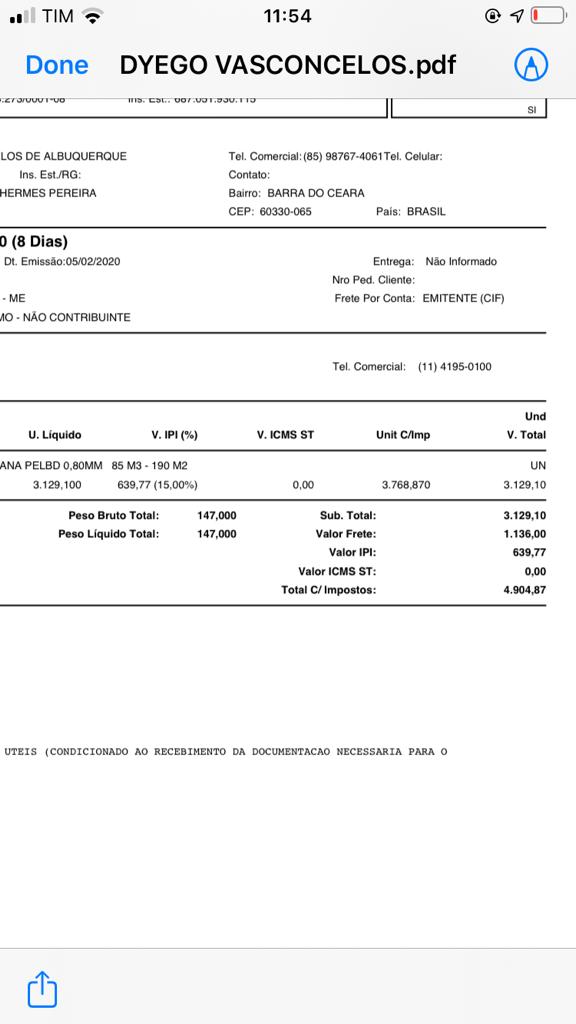 TIM 11:54
Done DYEGO VASCONCELOS.pdf
Ins. Est.: 687.051.930.115
SI
LOS DE ALBUQUERQUE Tel. Comercial:(85) 98767-4061Tel. Celular:
Ins. Est./RG: Contato:
HERMES PEREIRA Bairro: BARRA DO CEARA
CEP: 60330-065 País: BRASIL
0 (8 Dias)
Dt. Emissão:05/02/2020 Entrega: Não Informado
Nro Ped. Cliente:
- ME Frete Por Conta: EMITENTE (CIF)
MO - NÃO CONTRIBUINTE
Tel. Comercial: (11) 4195-0100
Und
U. Líquido V. IPI (%) V. ICMS ST Unit C/Imp V. Total
ANA PELBD 0,80MM 85 M3 - 190 M2 UN
3.129,100 639,77 (15,00%) 0,00 3.768,870 3.129,10
Peso Bruto Total: 147,000 Sub. Total: 3.129,10
Peso Líquido Total: 147,000 Valor Frete: 1.136,00
Valor IPI: 639,77
Valor ICMS ST: 0,00
Total C/ Impostos: 4.904,87
UTEIS (CONDICIONADO AO RECEBIMENTO DA DOCUMENTACAO NECESSARIA PARA O